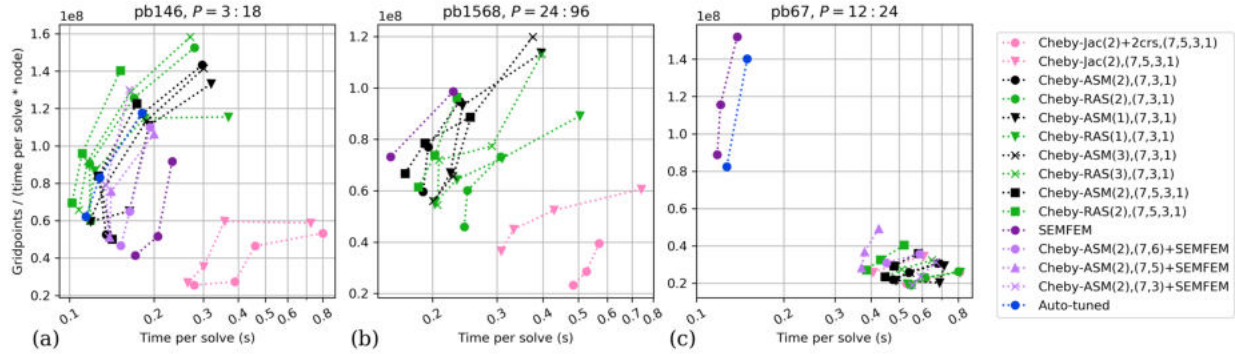 pb146, P = 3 : 18
1e8
Gridpoints / (time per solve * node)
1.6
1.4
1.2
1.0
0.8
0.6
0.4
0.2
0.1
0.2
0.3
0.4
0.5
0.6
0.8
Time per solve (s)
(a)
pb1568, P = 24 : 96
1e8
1.2
1.0
0.8
0.6
0.4
0.2
0.2
0.3
0.4
0.5
0.6
0.8
Time per solve (s)
(b)
pb67, P = 12 : 24
1e8
1.4
1.2
1.0
0.8
0.6
0.4
0.2
0.1
0.2
0.3
0.4
0.5
0.6
0.8
Time per solve (s)
(c)
Cheby-Jac(2)+2crs,(7,5,3,1)
Cheby-Jac(2),(7,5,3,1)
Cheby-ASM(2),(7,3,1)
Cheby-RAS(2),(7,3,1)
Cheby-ASM(1),(7,3,1)
Cheby-RAS(1),(7,3,1)
Cheby-ASM(3),(7,3,1)
Cheby-RAS(3),(7,3,1)
Cheby-ASM(2),(7,5,3,1)
Cheby-RAS(2),(7,5,3,1)
SEMFEM
Cheby-ASM(2),(7,6)+SEMFEM
Cheby-ASM(2),(7,5)+SEMFEM
Cheby-ASM(2),(7,3)+SEMFEM
Auto-tuned